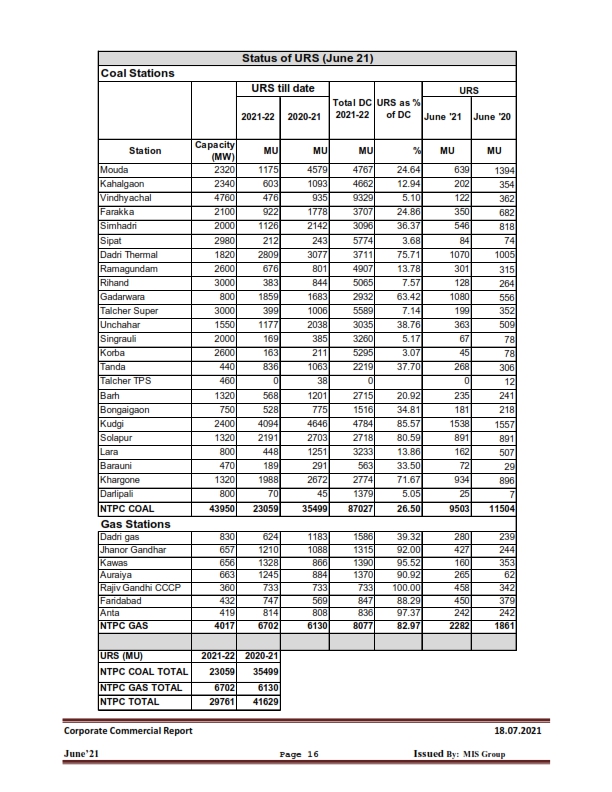 Status of URS (June 21)
Coal Stations
URS till date URS
2021-22 2020-21 Total DC 2021-22 URS as % of DC June '21 June '20
Station Capacity (MW) MU MU MU % MU MU
Mouda 2320 1175 4579 4767 24.64 639 1394
Kahalgaon 2340 603 1093 4662 12.94 202 354
Vindhyachal 4760 476 935 9329 5.10 122 362
Farakka 2100 922 1778 3707 24.86 350 682
Simhadri 2000 1126 2142 3096 36.37 546 818
Sipat 2980 212 243 5774 3.68 84 74
Dadri Thermal 1820 2809 3077 3711 75.71 1070 1005
Ramagundam 2600 676 801 4907 13.78 301 315
Rihand 3000 383 844 5065 7.57 128 264
Gadarwara 800 1859 1683 2932 63.42 1080 556
Talcher Super 3000 399 1006 5589 7.14 199 352
Unchahar 1550 1177 2038 3035 38.76 363 509
Singrauli 2000 169 385 3260 5.17 67 78
Korba 2600 163 211 5295 3.07 45 78
Tanda 440 836 1063 2219 37.70 268 306
Talcher TPS 460 0 38 0 0 12
Barh 1320 568 1201 2715 20.92 235 241
Bongaigaon 750 528 775 1516 34.81 181 218
Kudgi 2400 4094 4646 4784 85.57 1538 1557
Solapur 1320 2191 2703 2718 80.59 891 891
Lara 800 448 1251 3233 13.86 162 507
Barauni 470 189 291 563 33.50 72 29
Khargone 1320 1988 2672 2774 71.67 934 896
Darlipali 800 70 45 1379 5.05 25 7
NTPC COAL 43950 23059 35499 87027 26.50 9503 11504
Gas Stations
Dadri gas 830 624 1183 1586 39.32 280 239
Jhanor Gandhar 657 1210 1088 1315 92.00 427 244
Kawas 656 1328 866 1390 95.52 160 353
Auraiya 663 1245 884 1370 90.92 265 62
Rajiv Gandhi CCCP 360 733 733 733 100.00 458 342
Faridabad 432 747 569 847 88.29 450 379
Anta 419 814 808 836 97.37 242 242
NTPC GAS 4017 6702 6130 8077 82.97 2282 1861
URS (MU) 2021-22 2020-21
NTPC COAL TOTAL 23059 35499
NTPC GAS TOTAL 6702 6130
NTPC TOTAL 29761 41629
Corporate Commercial Report 18.07.2021
June'21 Page 16 Issued By: MIS Group